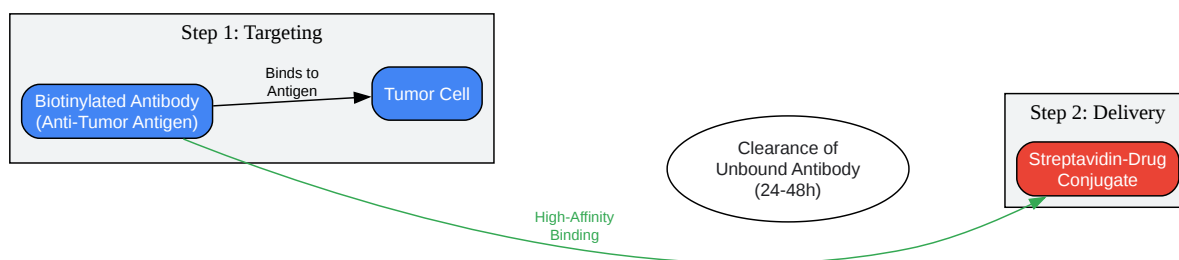 Step 1: Targeting
Binds to
Antigen
Biotinylated Antibody
(Anti-Tumor Antigen)
Tumor Cell
High-Affinity
Binding
Clearance of
Unbound Antibody
(24-48h)
Step 2: Delivery
Streptavidin-Drug
Conjugate